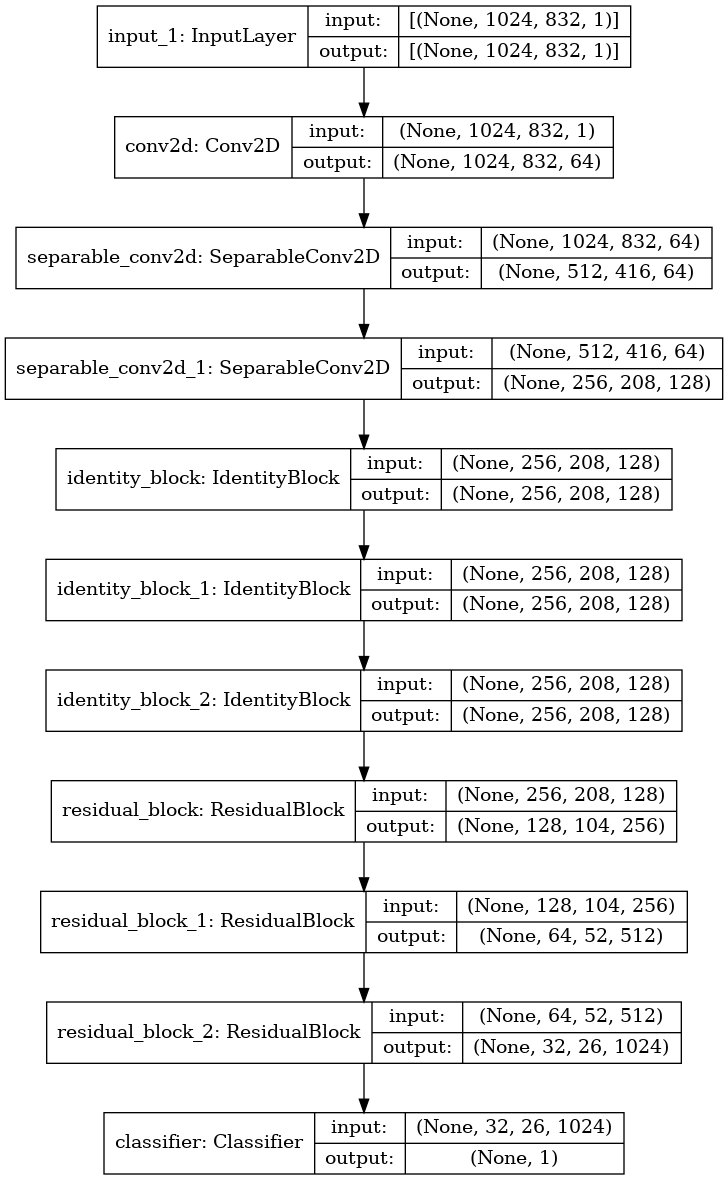 input_1: InputLayer
input:
[(None, 1024, 832, 1)]
output:
[(None, 1024, 832, 1)]
conv2d: Conv2D
input:
(None, 1024, 832, 1)
output:
(None, 1024, 832, 64)
separable_conv2d: SeparableConv2D
input:
(None, 1024, 832, 64)
output:
(None, 512, 416, 64)
separable_conv2d_1: SeparableConv2D
input:
(None, 512, 416, 64)
output:
(None, 256, 208, 128)
identity_block: IdentityBlock
input:
(None, 256, 208, 128)
output:
(None, 256, 208, 128)
identity_block_1: IdentityBlock
input:
(None, 256, 208, 128)
output:
(None, 256, 208, 128)
identity_block_2: IdentityBlock
input:
(None, 256, 208, 128)
output:
(None, 256, 208, 128)
residual_block: ResidualBlock
input:
(None, 256, 208, 128)
output:
(None, 128, 104, 256)
residual_block_1: ResidualBlock
input:
(None, 128, 104, 256)
output:
(None, 64, 52, 512)
residual_block_2: ResidualBlock
input:
(None, 64, 52, 512)
output:
(None, 32, 26, 1024)
classifier: Classifier
input:
(None, 32, 26, 1024)
output:
(None, 1)